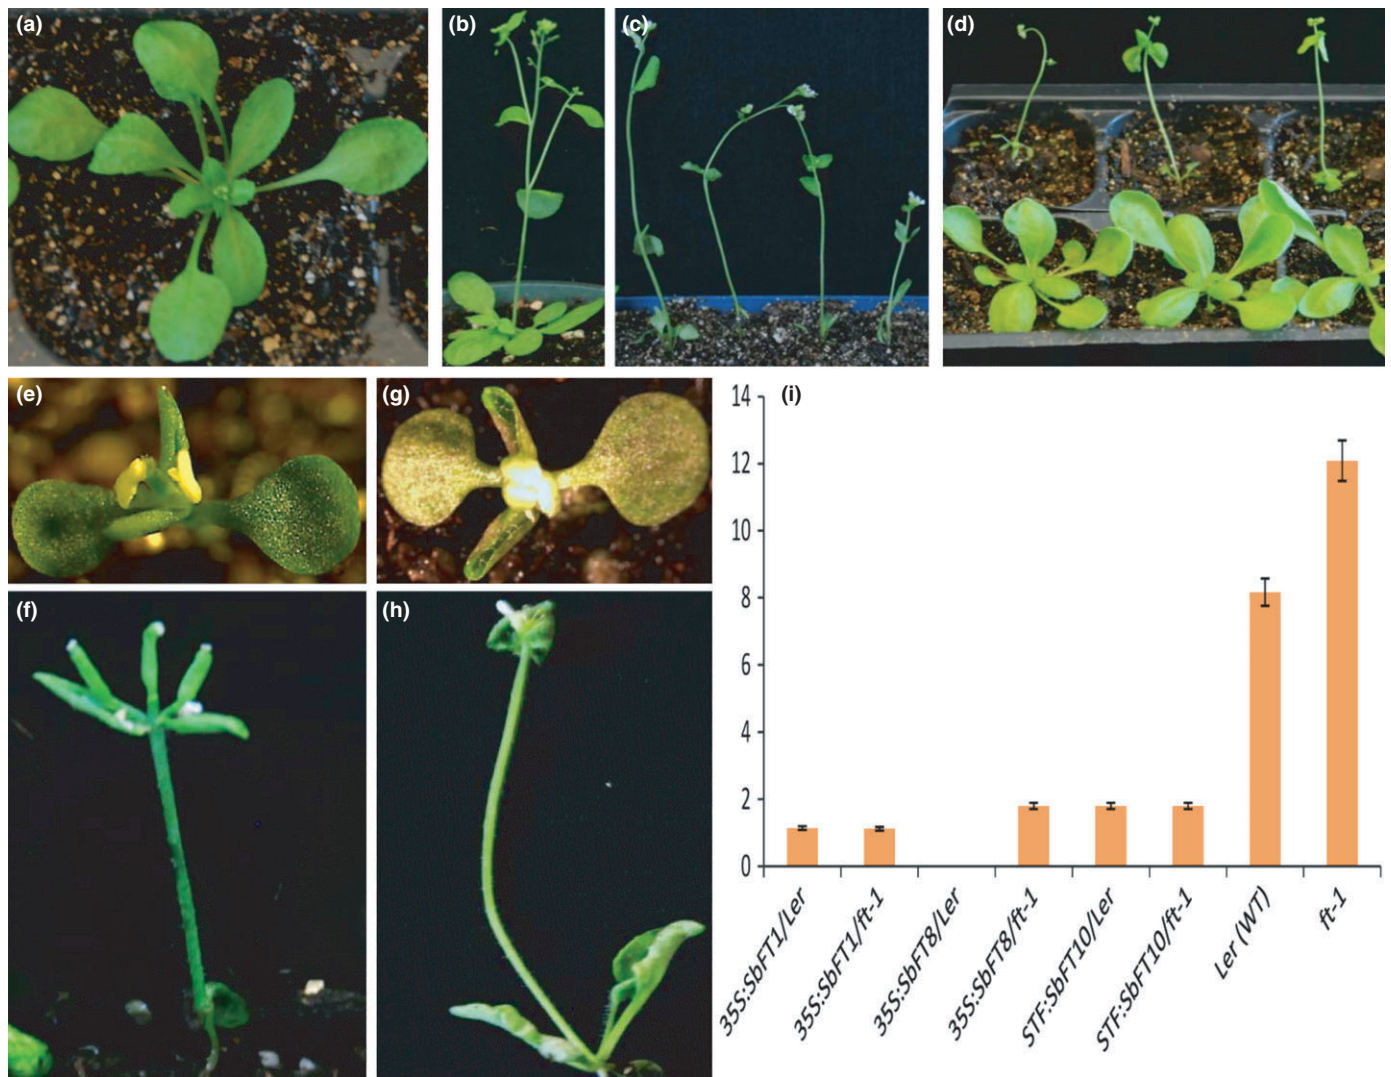 (a)
(b)
(c)
(d)
(e)
(g)
(f)
(h)
(i)
14
12
10
8
6
4
2
0
35S:SbFT1/Ler
35S:SbFT1/ft-1
35S:SbFT8/Ler
35S:SbFT8/ft-1
STF:SbFT10/Ler
STF:SbFT10/ft-1
Ler (WT)
ft-1